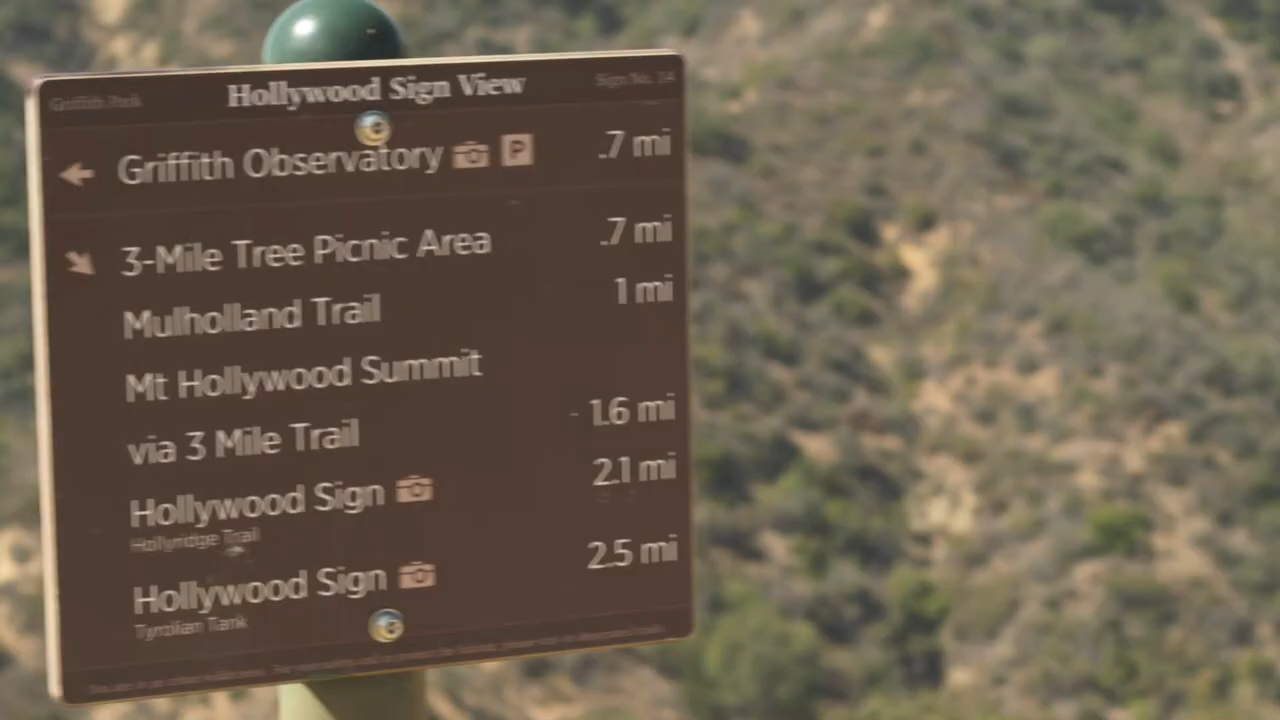 Griffith Park Hollywood Sign View Sign No. 14
Griffith Observatory P .7 mi
3-Mile Tree Picnic Area .7 mi
Mulholland Trail 1 mi
Mt Hollywood Summit
via 3 Mile Trail 1.6 mi
Hollywood Sign 2.1 mi
Hollyridge Trail
Hollywood Sign 2.5 mi
Tyrolian Tank